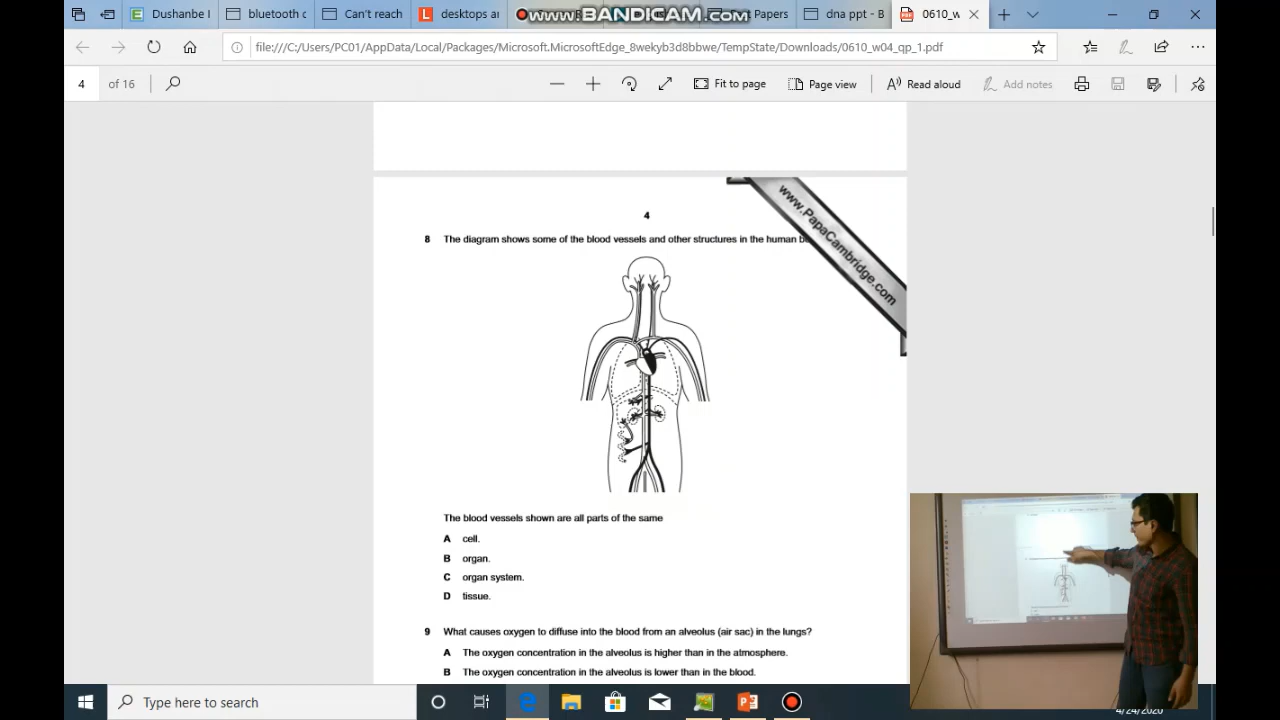 Dushanbe I
bluetooth c
Can't reach
desktops ar
www.BANDICAM.com
Papers
dna ppt - B
0610_w
file:///C:/Users/PC01/AppData/Local/Packages/Microsoft.MicrosoftEdge_8wekyb3d8bbwe/TempState/Downloads/0610_w04_qp_1.pdf
4 of 16
Fit to page
Page view
Read aloud
Add notes
www.PapaCambridge.com
4
8 The diagram shows some of the blood vessels and other structures in the human
The blood vessels shown are all parts of the same
A cell.
B organ.
C organ system.
D tissue.
9 What causes oxygen to diffuse into the blood from an alveolus (air sac) in the lungs?
A The oxygen concentration in the alveolus is higher than in the atmosphere.
B The oxygen concentration in the alveolus is lower than in the blood.
Type here to search
4/24/2020